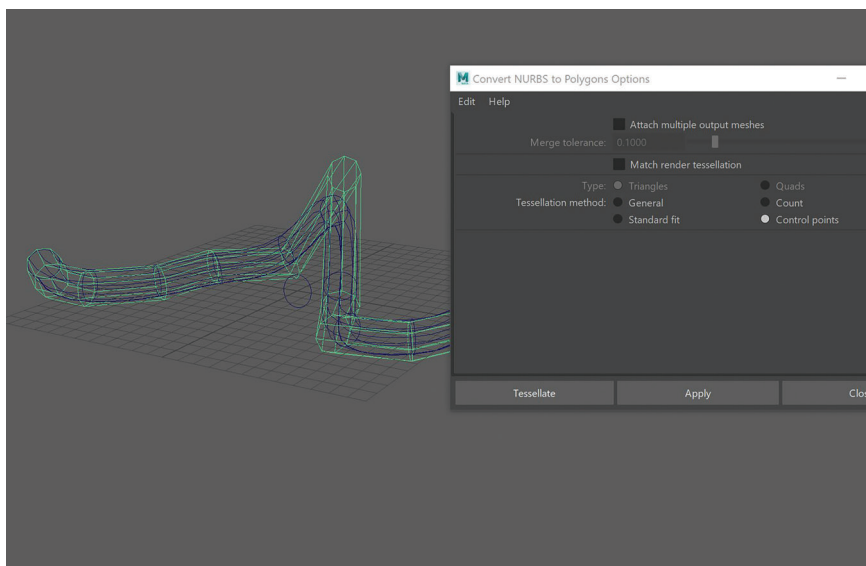 Convert NURBS to Polygons Options
Edit Help
Attach multiple output meshes
Merge tolerance: 0.1000
Match render tessellation
Type: Triangles Quads
Tessellation method: General Count
Standard fit Control points
Tessellate Apply